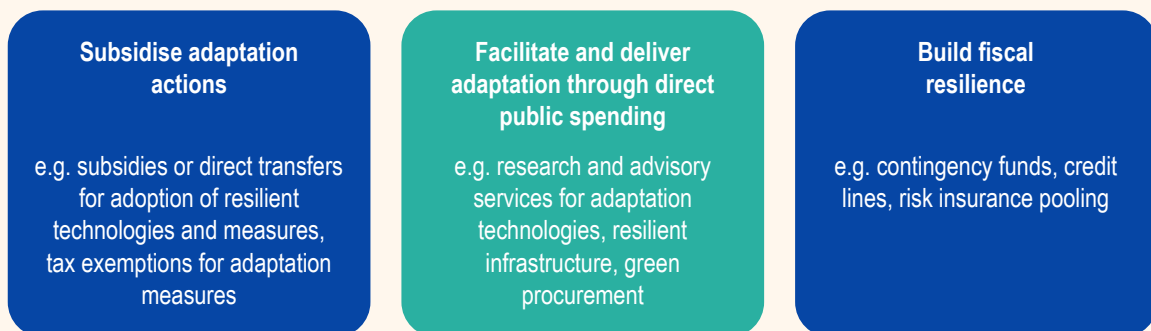 Subsidise adaptation
actions
e.g. subsidies or direct transfers
for adoption of resilient
technologies and measures,
tax exemptions for adaptation
measures
Facilitate and deliver
adaptation through direct
public spending
e.g. research and advisory
services for adaptation
technologies, resilient
infrastructure, green
procurement
Build fiscal
resilience
e.g. contingency funds, credit
lines, risk insurance pooling